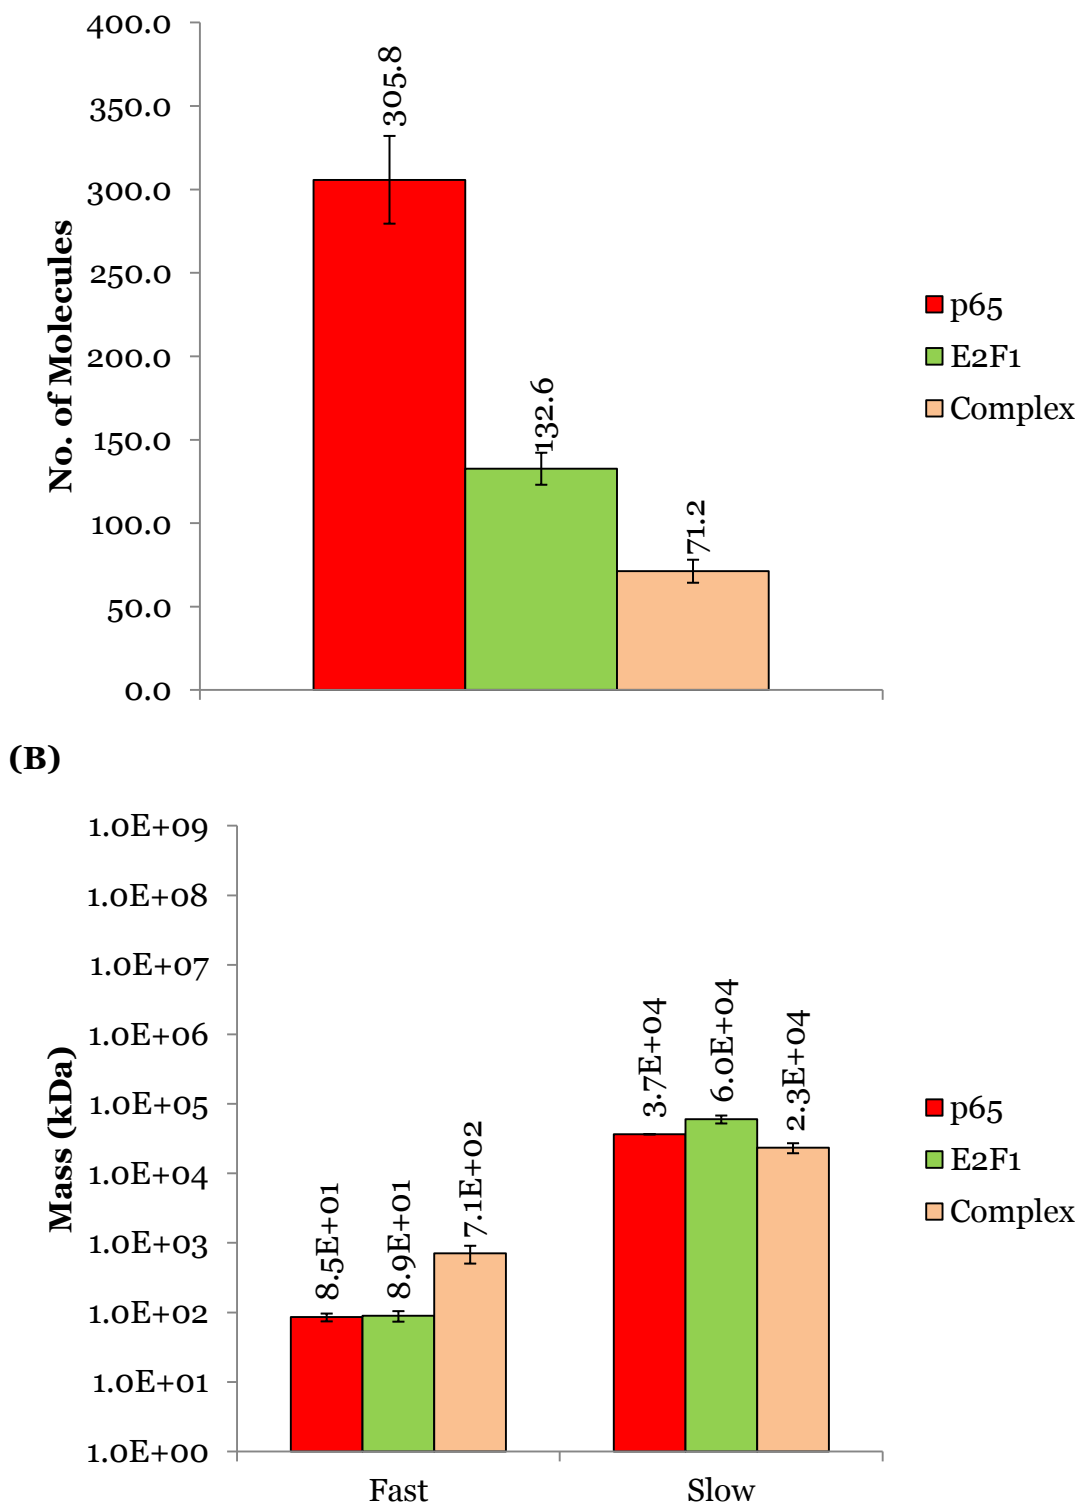 400.0
350.0
300.0
250.0
200.0
150.0
100.0
50.0
0.0
No. of Molecules
305.8
132.6
71.2
p65
E2F1
Complex
(B)
1.0E+09
1.0E+08
1.0E+07
1.0E+06
1.0E+05
1.0E+04
1.0E+03
1.0E+02
1.0E+01
1.0E+00
Mass (kDa)
8.5E+01
8.9E+01
7.1E+02
3.7E+04
6.0E+04
2.3E+04
Fast
Slow
p65
E2F1
Complex